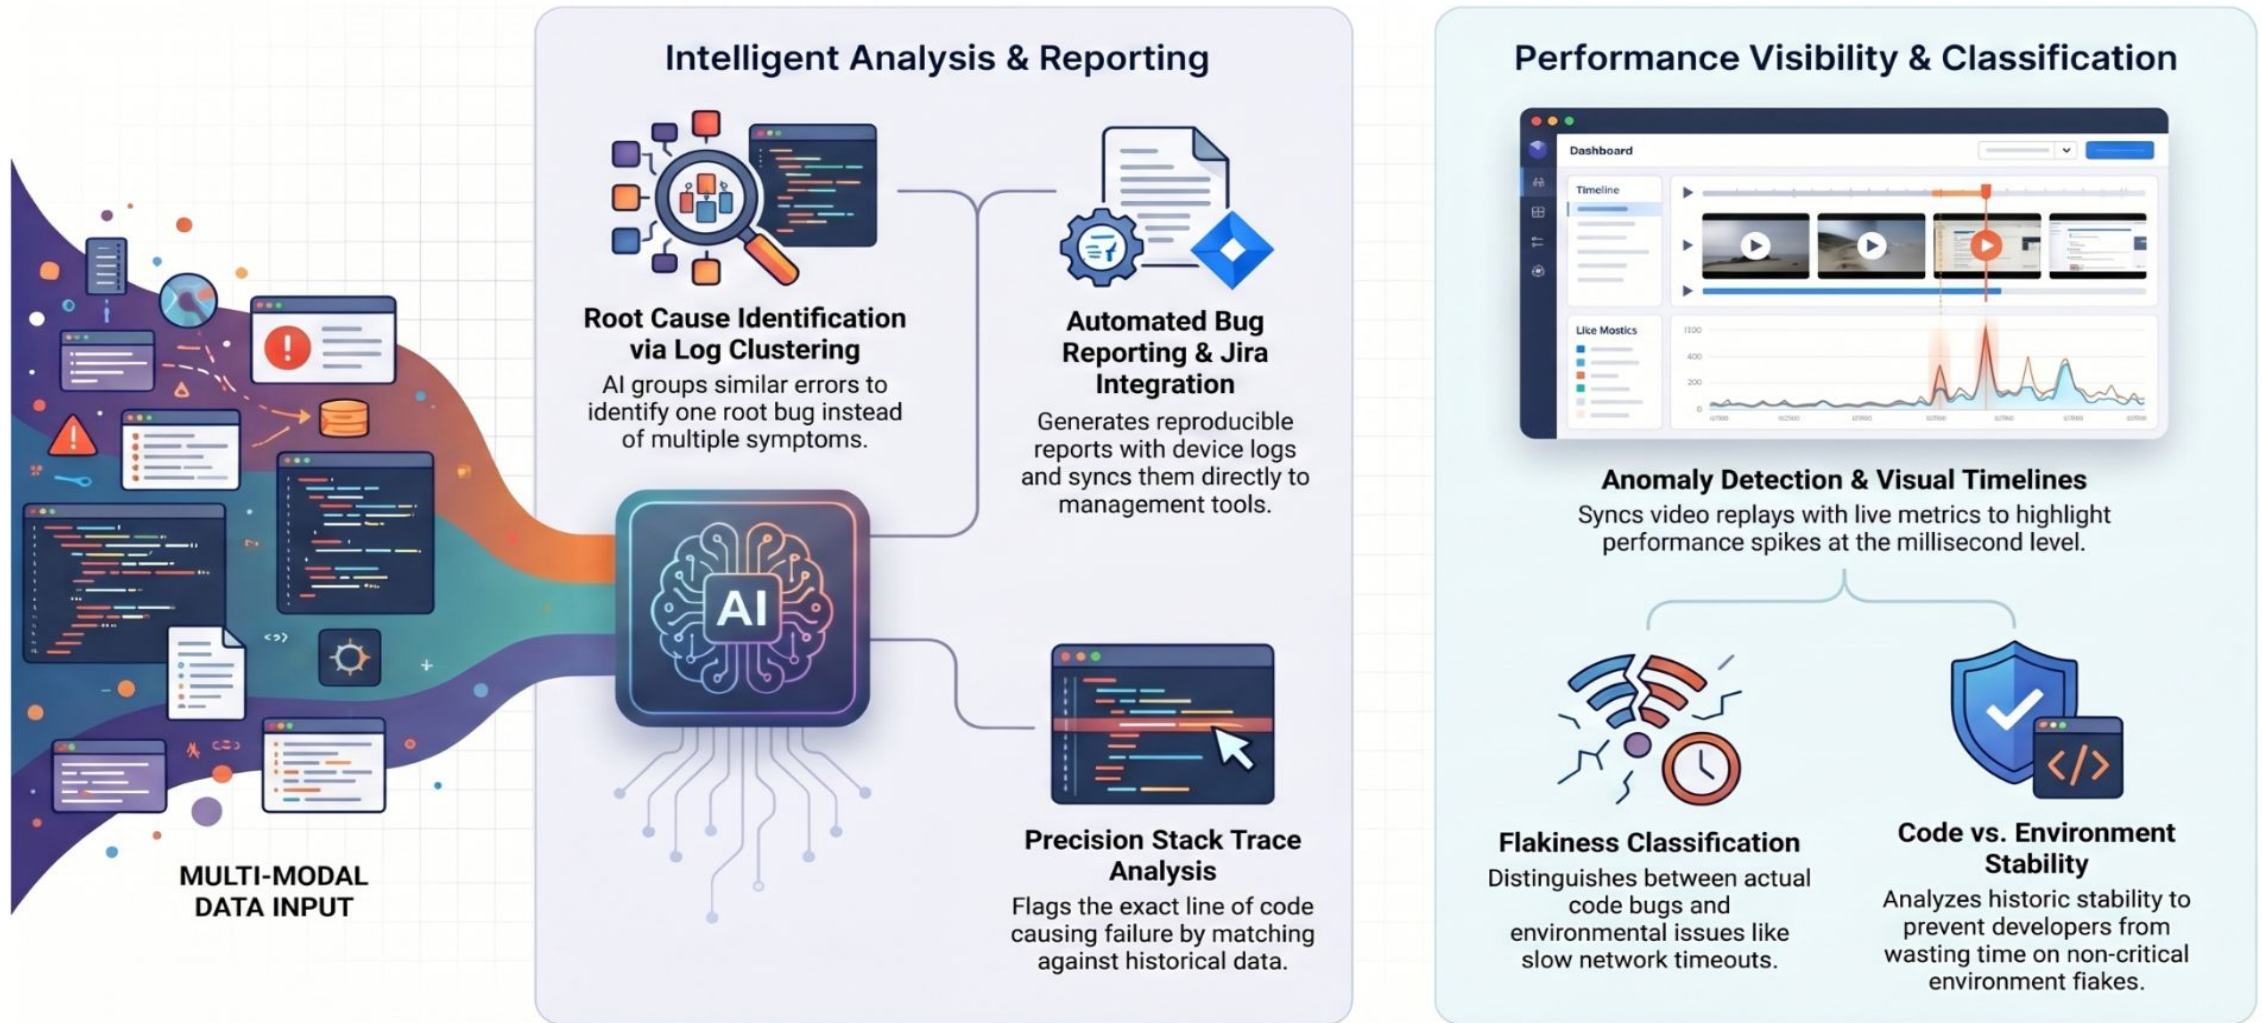 Intelligent Analysis & Reporting
Root Cause Identification
via Log Clustering
AI groups similar errors to
identify one root bug instead
of multiple symptoms.
Automated Bug
Reporting & Jira
Integration
Generates reproducible
reports with device logs
and syncs them directly to
management tools.
AI
Precision Stack Trace
Analysis
Flags the exact line of code
causing failure by matching
against historical data.
MULTI-MODAL
DATA INPUT
Performance Visibility & Classification
Dashboard
Timeline
Like Mostics
1100
400
200
0
Anomaly Detection & Visual Timelines
Syncs video replays with live metrics to highlight
performance spikes at the millisecond level.
Flakiness Classification
Distinguishes between actual
code bugs and
environmental issues like
slow network timeouts.
</>
Code vs. Environment
Stability
Analyzes historic stability to
prevent developers from
wasting time on non-critical
environment fiakes.